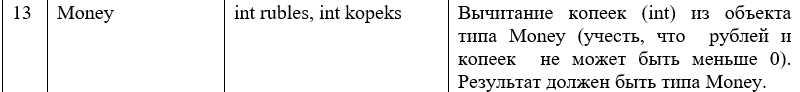 13 Money int rubles, int kopeks Вычитание копеек (int) из объекта
типа Money (учесть, что рублей и
копеек не может быть меньше 0).
Результат должен быть типа Money.